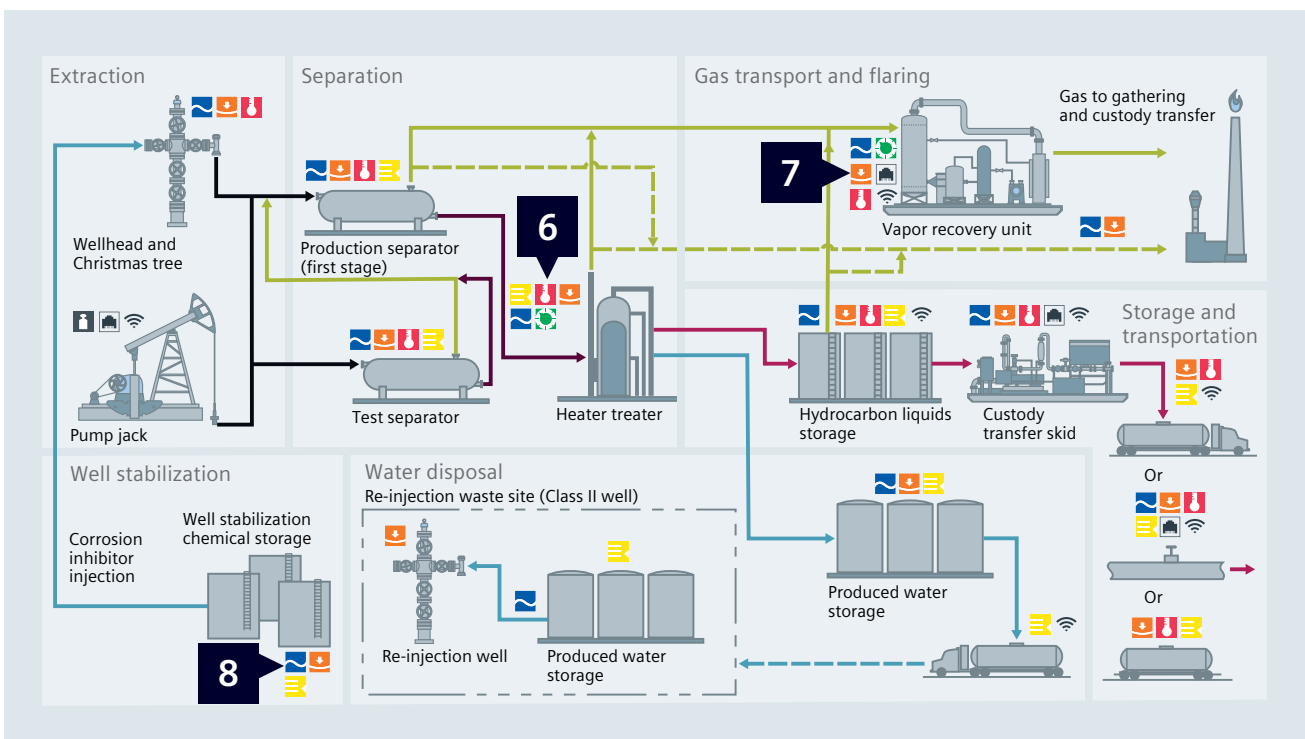 Extraction
Wellhead and
Christmas tree
Pump jack
Separation
Production separator
(first stage)
Test separator
6
Heater treater
Gas transport and flaring
7
Vapor recovery unit
Gas to gathering
and custody transfer
Hydrocarbon liquids
storage
Custody
transfer skid
Storage and
transportation
Or
Or
Well stabilization
Corrosion
inhibitor
injection
Well stabilization
chemical storage
8
Water disposal
Re-injection waste site (Class II well)
Re-injection well
Produced water
storage
Produced water
storage